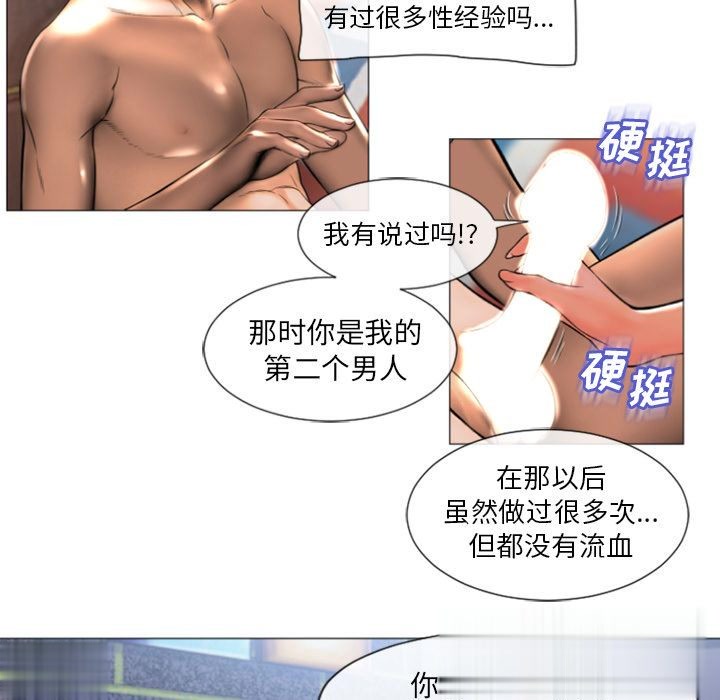 有过很多性经验吗...
硬挺
我有说过吗!?
那时你是我的
第二个男人
硬挺
在那以后
虽然做过很多次...
但都没有流血
你